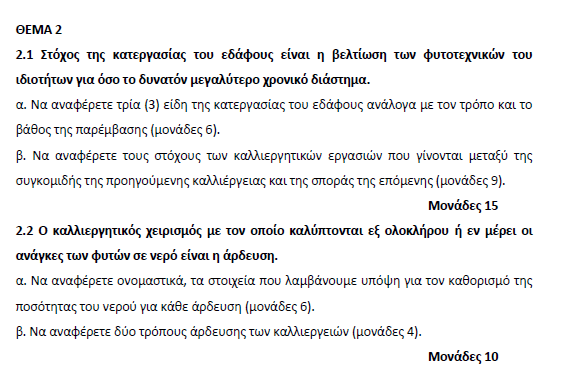 ΘΕΜΑ 2
2.1 Στόχος της κατεργασίας του εδάφους είναι η βελτίωση των φυτοτεχνικών του
ιδιοτήτων για όσο το δυνατόν μεγαλύτερο χρονικό διάστημα.
α. Να αναφέρετε τρία (3) είδη της κατεργασίας του εδάφους ανάλογα με τον τρόπο και το
βάθος της παρέμβασης (μονάδες 6).
β. Να αναφέρετε τους στόχους των καλλιεργητικών εργασιών που γίνονται μεταξύ της
συγκομιδής της προηγούμενης καλλιέργειας και της σποράς της επόμενης (μονάδες 9).
Μονάδες 15
2.2 Ο καλλιεργητικός χειρισμός με τον οποίο καλύπτονται εξ ολοκλήρου ή εν μέρει οι
ανάγκες των φυτών σε νερό είναι η άρδευση.
α. Να αναφέρετε ονομαστικά, τα στοιχεία που λαμβάνουμε υπόψη για τον καθορισμό της
ποσότητας του νερού για κάθε άρδευση (μονάδες 6).
β. Να αναφέρετε δύο τρόπους άρδευσης των καλλιεργειών (μονάδες 4).
Μονάδες 10